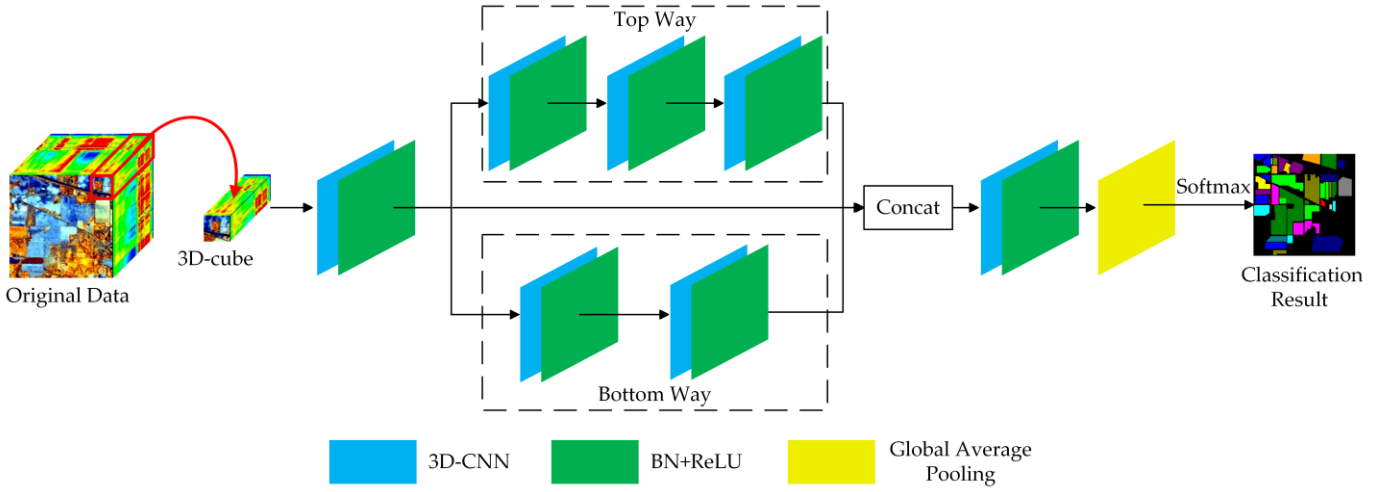 Top Way
Original Data
3D-cube
Concat
Softmax
Classification
Result
Bottom Way
3D-CNN
BN+ReLU
Global Average
Pooling